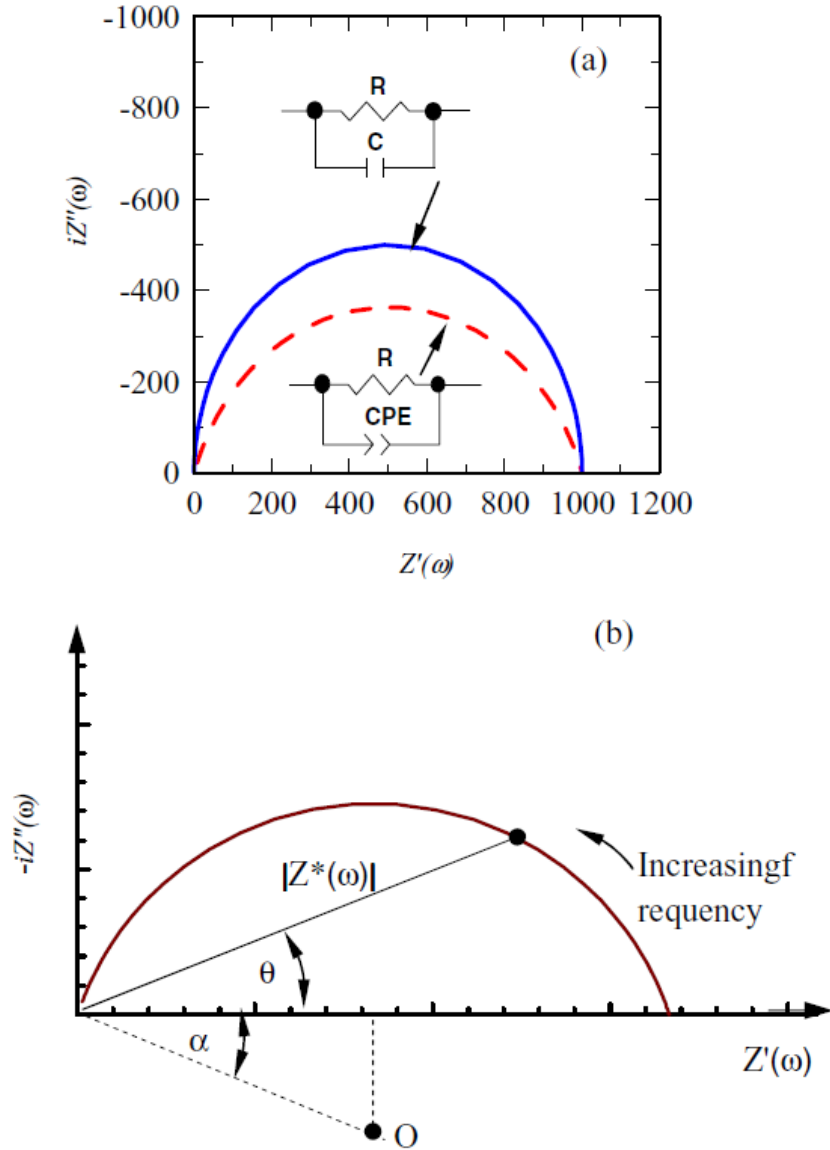 (a)
-1000
-800
-600
-400
-200
0
iZ"(ω)
R
C
R
CPE
0 200 400 600 800 1000 1200
Z'(ω)
(b)
-iZ"(ω)
|Z*(ω)|
Increasingf
requency
θ
α
Z'(ω)
O